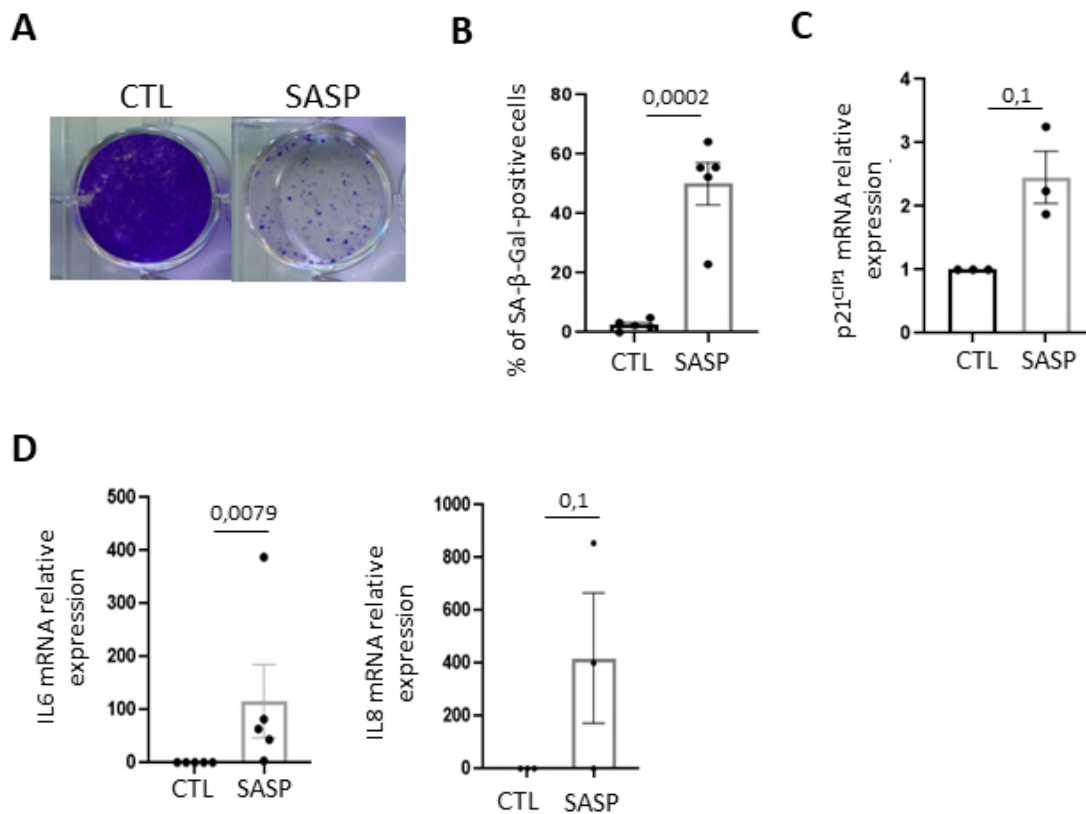 A
CTL SASP
B
% of SA-β-Gal-positive cells
80
60
40
20
0
0,0002
CTL SASP
C
p21CIP1 mRNA relative
expression
4
3
2
1
0
0,1
CTL SASP
D
IL6 mRNA relative
expression
500
400
300
200
100
0
0,0079
CTL SASP
IL8 mRNA relative
expression
1000
800
600
400
200
0
0,1
CTL SASP